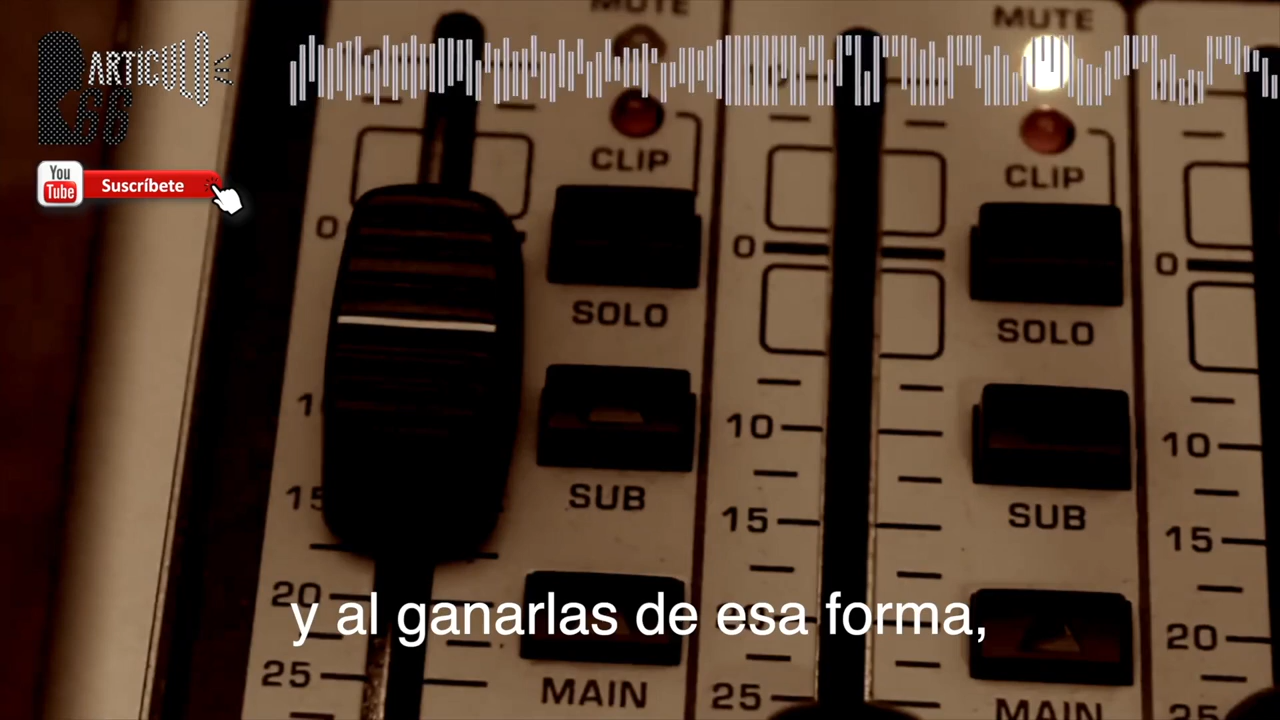 MUTE
MUTE
ARTICULO
66
You
Tube
Suscríbete
CLIP
CLIP
0
0
0
SOLO
SOLO
10
10
SUB
SUB
15
15
15
20
20
y al ganarlas de esa forma,
25
25
25
MAIN
MAIN